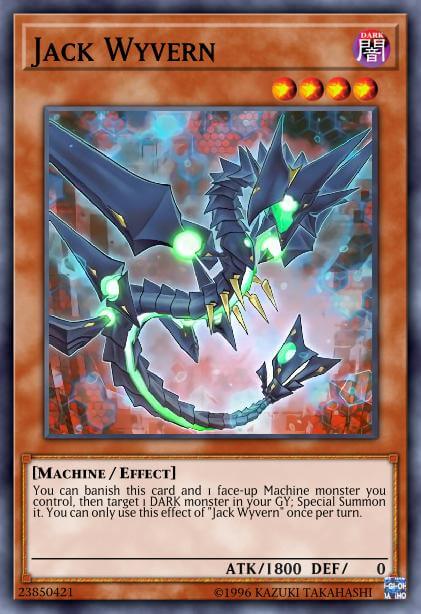 JACK WYVERN
DARK
闇
[MACHINE / EFFECT]
You can banish this card and 1 face-up Machine monster you
control, then target 1 DARK monster in your GY; Special Summon
it. You can only use this effect of "Jack Wyvern" once per turn.
ATK/1800 DEF/ 0
23850421
©1996 KAZUKI TAKAHASHI